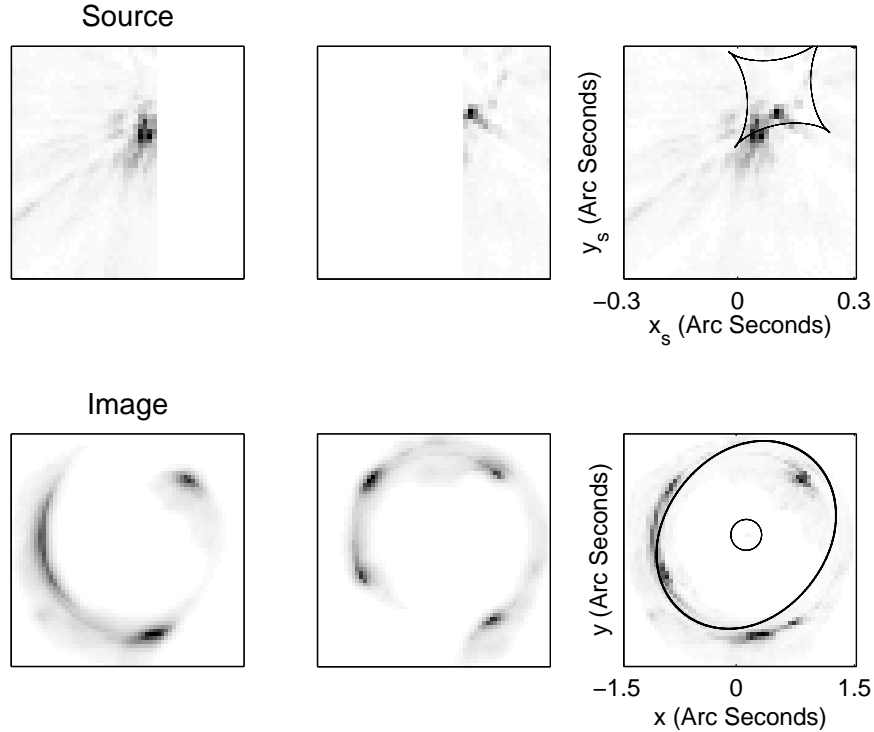 Source
y_s (Arc Seconds)
−0.3 0 0.3
x_s (Arc Seconds)
Image
y (Arc Seconds)
−1.5 0 1.5
x (Arc Seconds)